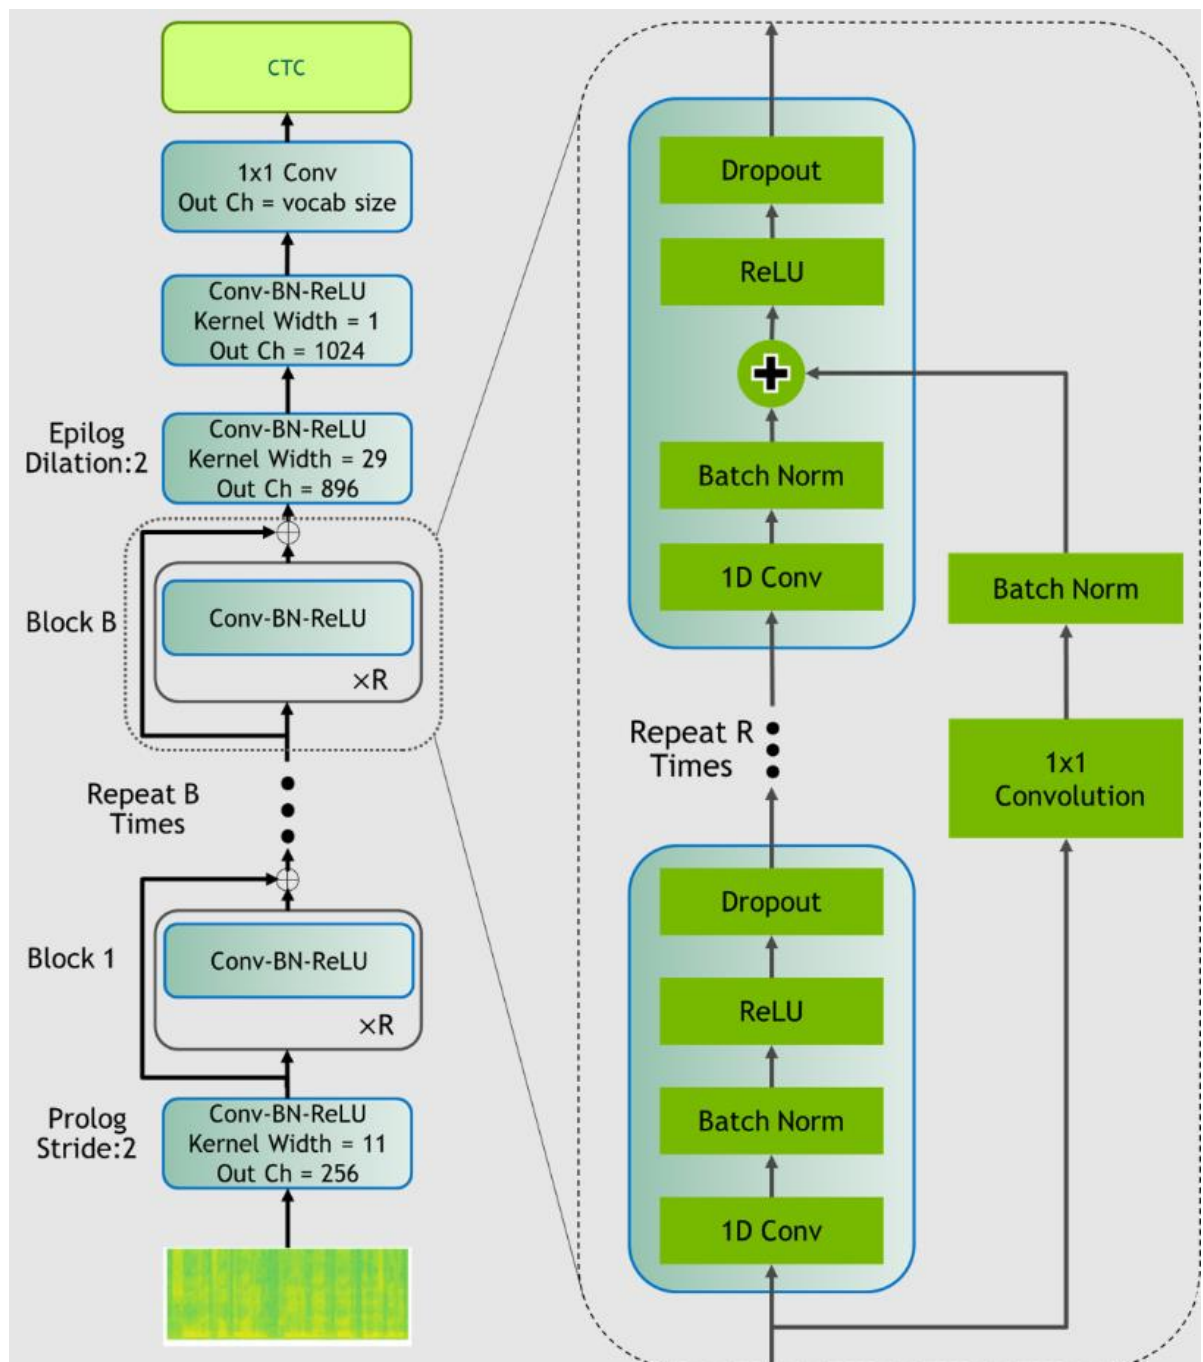 CTC
1x1 Conv
Out Ch = vocab size
Conv-BN-ReLU
Kernel Width = 1
Out Ch = 1024
Epilog
Dilation:2
Conv-BN-ReLU
Kernel Width = 29
Out Ch = 896
Block B
Conv-BN-ReLU
×R
Repeat B
Times
Block 1
Conv-BN-ReLU
×R
Prolog
Stride:2
Conv-BN-ReLU
Kernel Width = 11
Out Ch = 256
Dropout
ReLU
Batch Norm
1D Conv
Repeat R
Times
Dropout
ReLU
Batch Norm
1D Conv
Batch Norm
1x1
Convolution